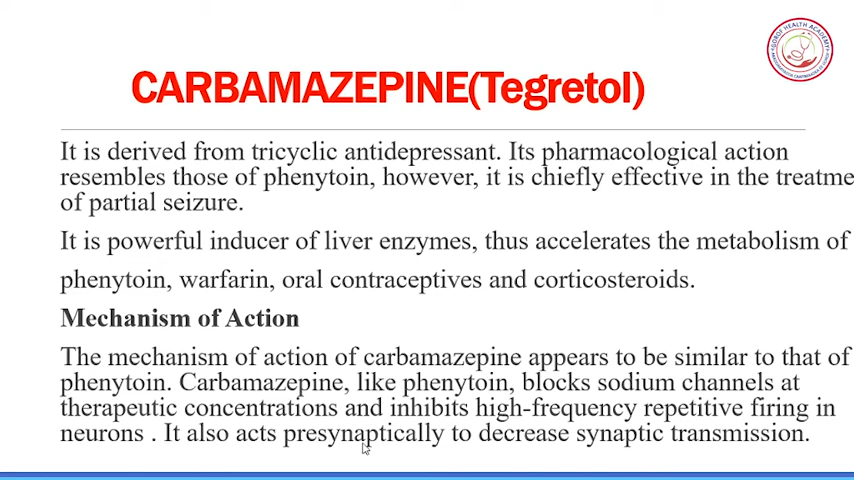 CARBAMAZEPINE(Tegretol)
It is derived from tricyclic antidepressant. Its pharmacological action
resembles those of phenytoin, however, it is chiefly effective in the treatme
of partial seizure.
It is powerful inducer of liver enzymes, thus accelerates the metabolism of
phenytoin, warfarin, oral contraceptives and corticosteroids.
Mechanism of Action
The mechanism of action of carbamazepine appears to be similar to that of
phenytoin. Carbamazepine, like phenytoin, blocks sodium channels at
therapeutic concentrations and inhibits high-frequency repetitive firing in
neurons . It also acts presynaptically to decrease synaptic transmission.
HEALTH ACADEMY